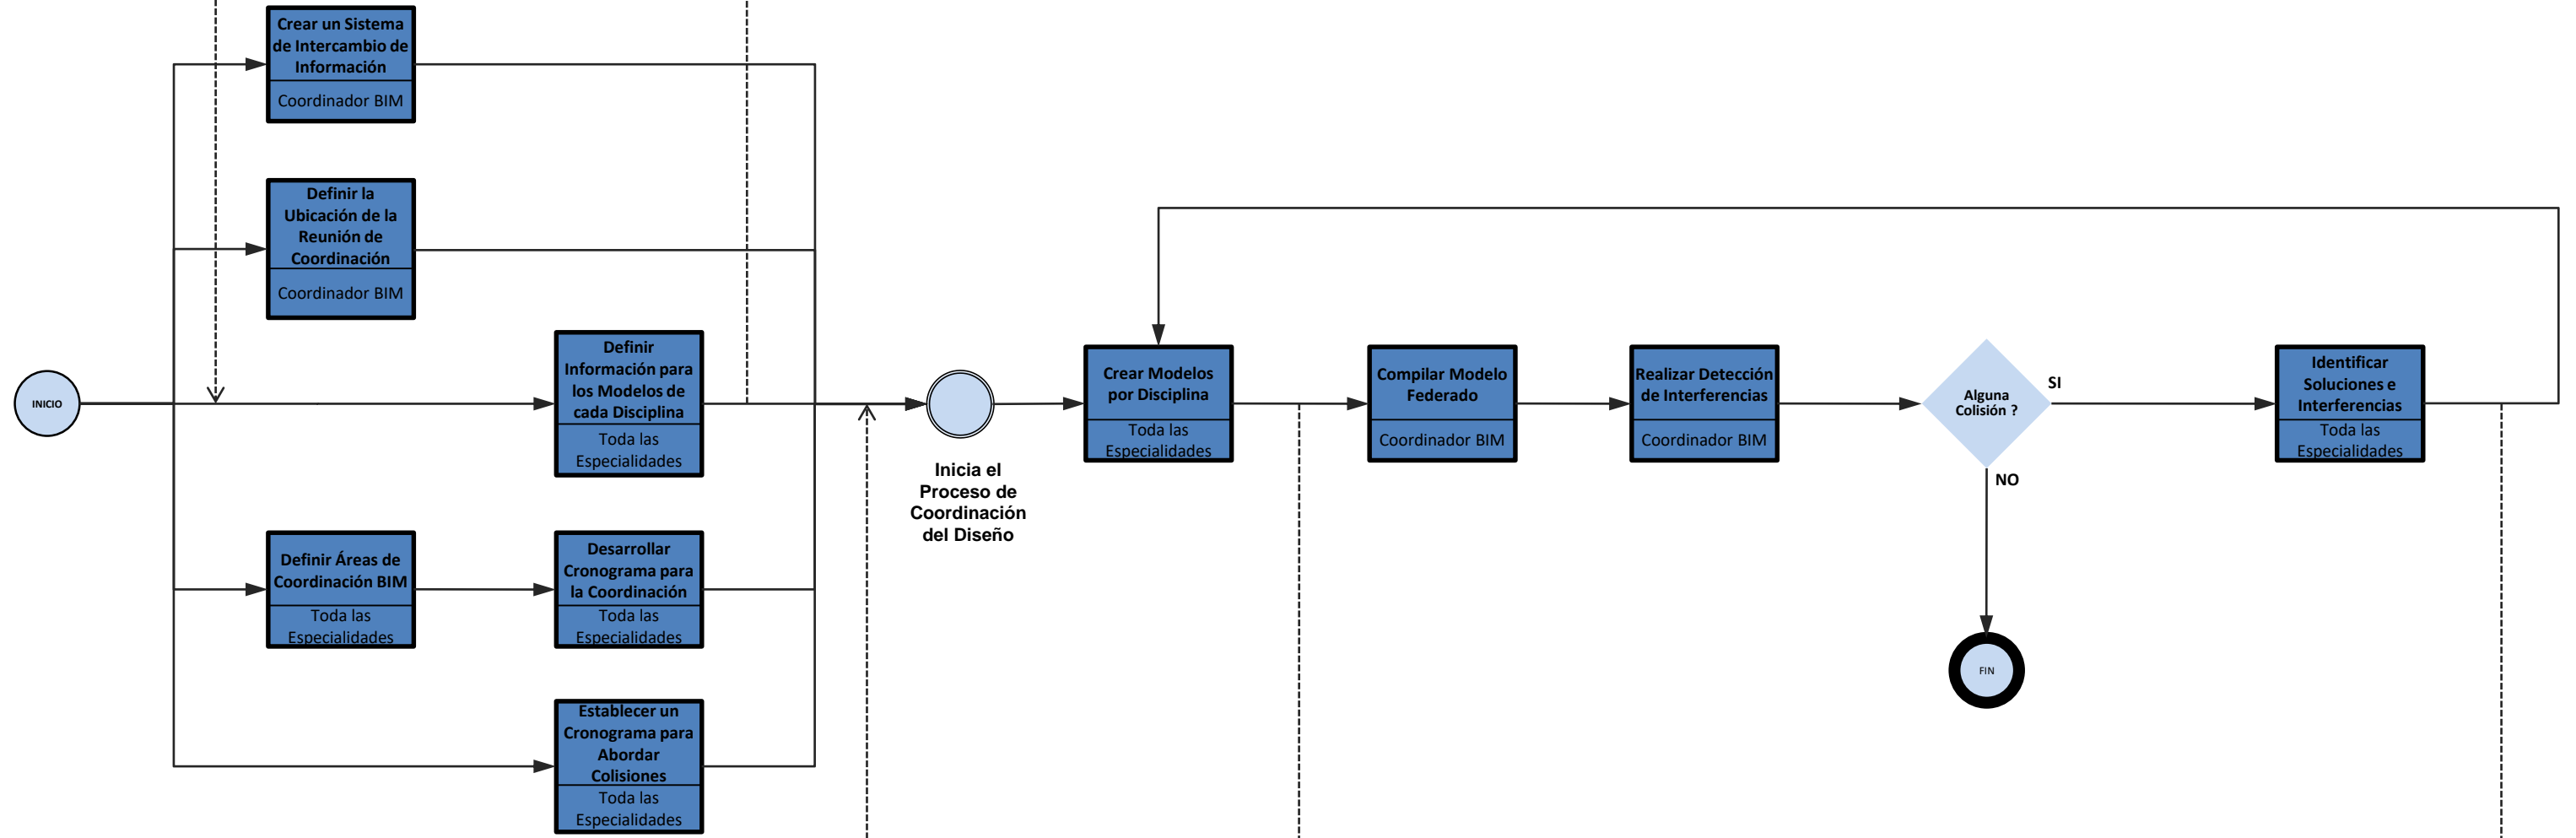 Crear un Sistema
de Intercambio de
Información
Coordinador BIM
Definir la
Ubicación de la
Reunión de
Coordinación
Coordinador BIM
INICIO
Definir
Información para
los Modelos de
cada Disciplina
Toda las
Especialidades
Definir Áreas de
Coordinación BIM
Toda las
Especialidades
Desarrollar
Cronograma para
la Coordinación
Toda las
Especialidades
Establecer un
Cronograma para
Abordar
Colisiones
Toda las
Especialidades
Inicia el
Proceso de
Coordinación
del Diseño
Crear Modelos
por Disciplina
Toda las
Especialidades
Compilar Modelo
Federado
Coordinador BIM
Realizar Detección
de Interferencias
Coordinador BIM
Alguna
Colisión ?
SI
NO
FIN
Identificar
Soluciones e
Interferencias
Toda las
Especialidades